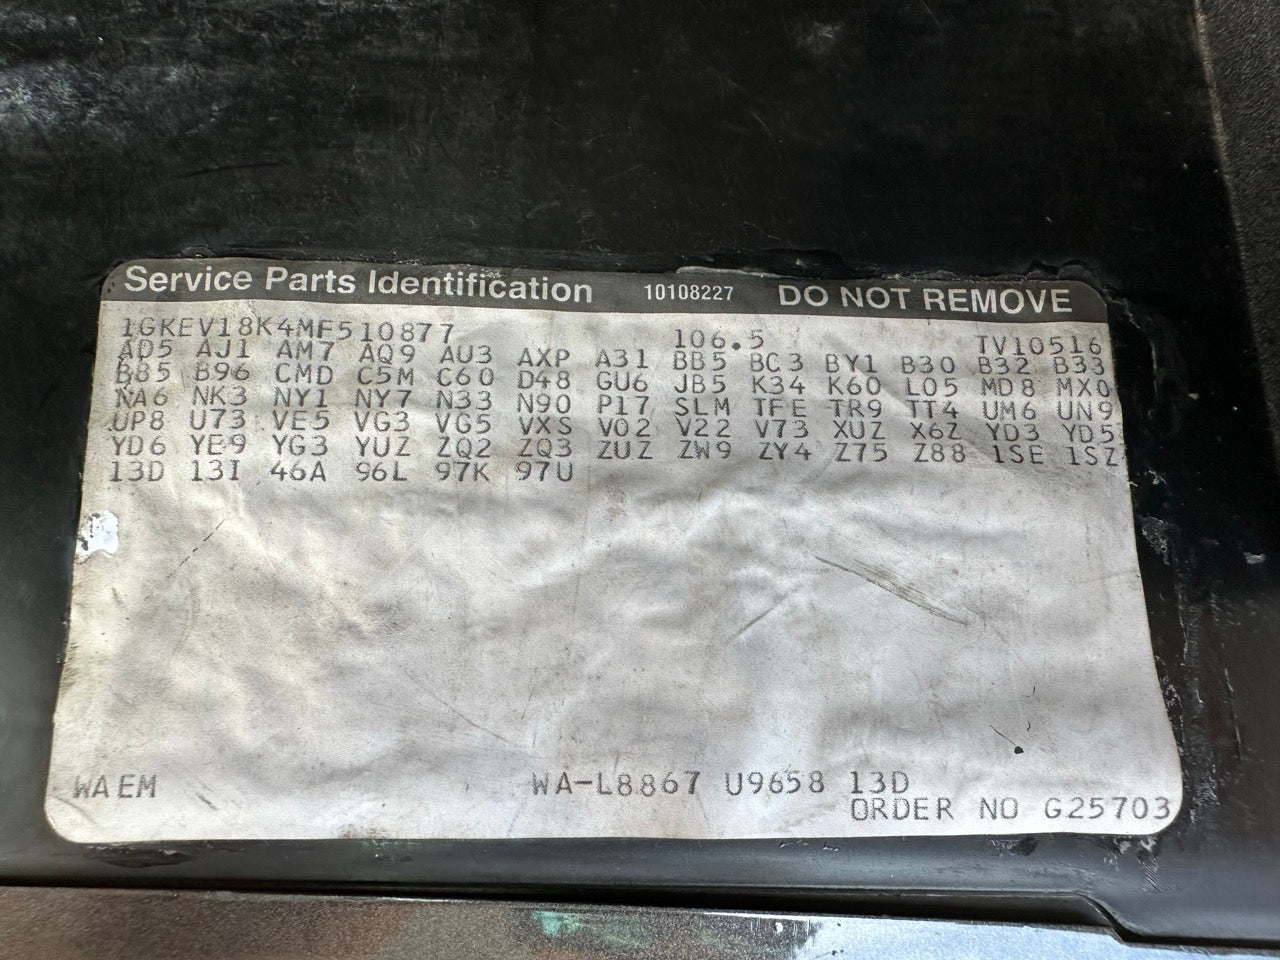 Service Parts Identification 10108227 DO NOT REMOVE
1GKEV18K4MF510877 106.5 TV10516
AD5 AJ1 AM7 AQ9 AU3 AXP A31 BB5 BC3 BY1 B30 B32 B33
B85 B96 CMD C5M C60 D48 GU6 JB5 K34 K60 L05 MD8 MX0
NA6 NK3 NY1 NY7 N33 N90 P17 SLM TFE TR9 TT4 UM6 UN9
UP8 U73 VE5 VG3 VG5 VXS V02 V22 V73 XUZ X6Z YD3 YD5
YD6 YE9 YG3 YUZ ZQ2 ZQ3 ZUZ ZW9 ZY4 Z75 Z88 1SE 1SZ
13D 13I 46A 96L 97K 97U
WAEM WA-L8867 U9658 13D
ORDER NO G25703